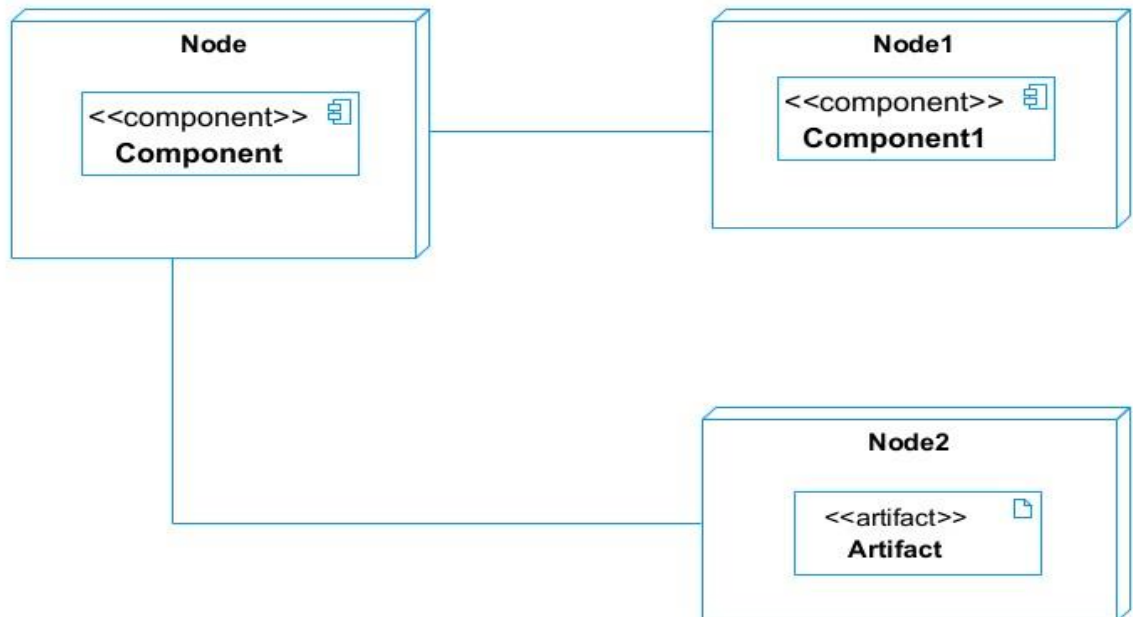 Node
<<component>>
Component
Node1
<<component>>
Component1
Node2
<<artifact>>
Artifact